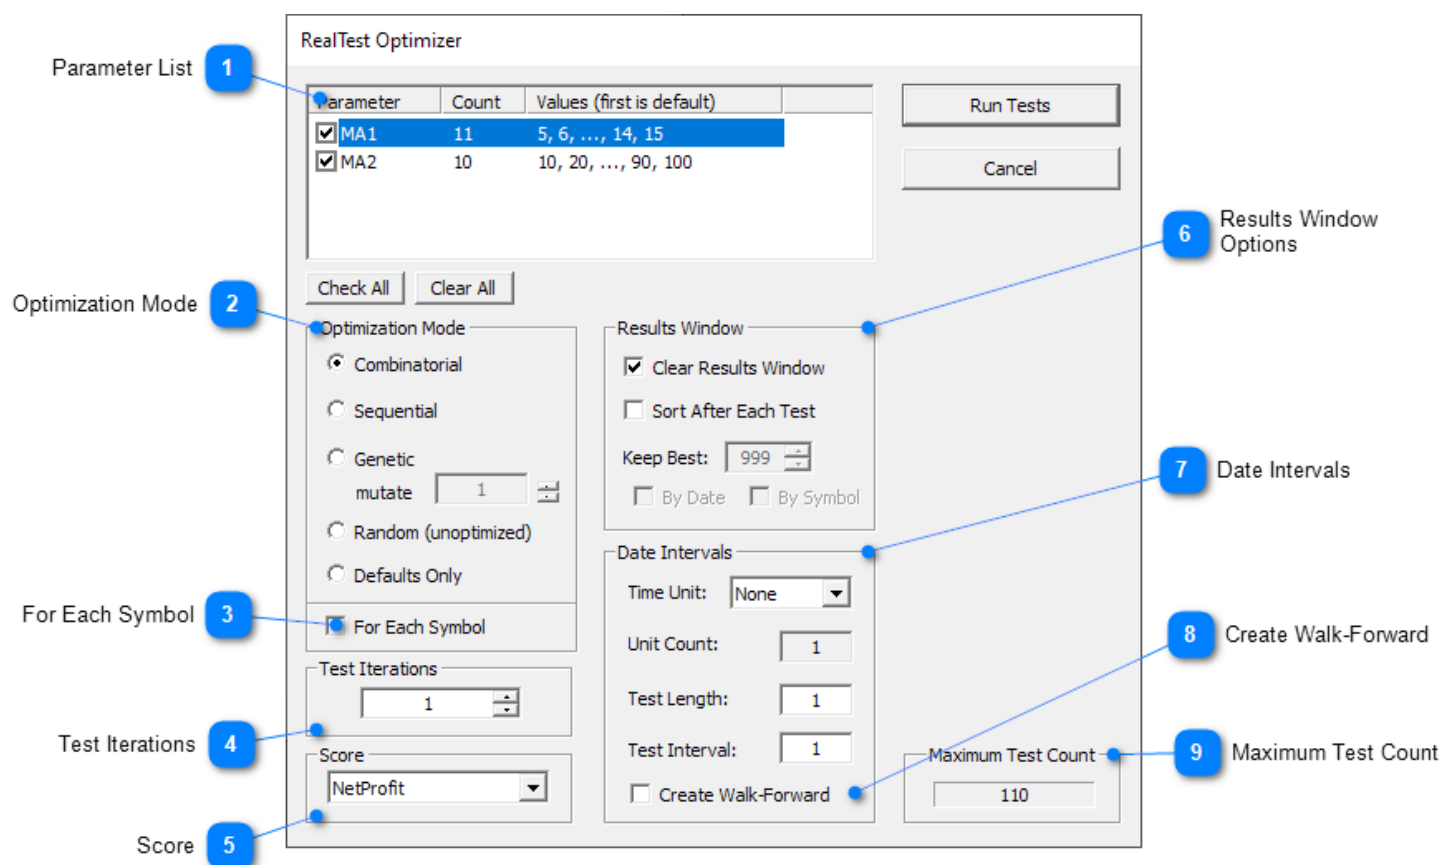 RealTest Optimizer
Parameter List 1
Parameter Count Values (first is default)
MA1 11 5, 6, ..., 14, 15
MA2 10 10, 20, ..., 90, 100
Run Tests
Cancel
Check All Clear All
Optimization Mode 2
Optimization Mode
Combinatorial
Sequential
Genetic
mutate 1
Random (unoptimized)
Defaults Only
For Each Symbol 3
For Each Symbol
Test Iterations
1
Test Iterations 4
Score
NetProfit
Score 5
6 Results Window
Options
Results Window
Clear Results Window
Sort After Each Test
Keep Best: 999
By Date By Symbol
7 Date Intervals
Date Intervals
Time Unit: None
Unit Count: 1
Test Length: 1
Test Interval: 1
Create Walk-Forward
8 Create Walk-Forward
Maximum Test Count
110
9 Maximum Test Count